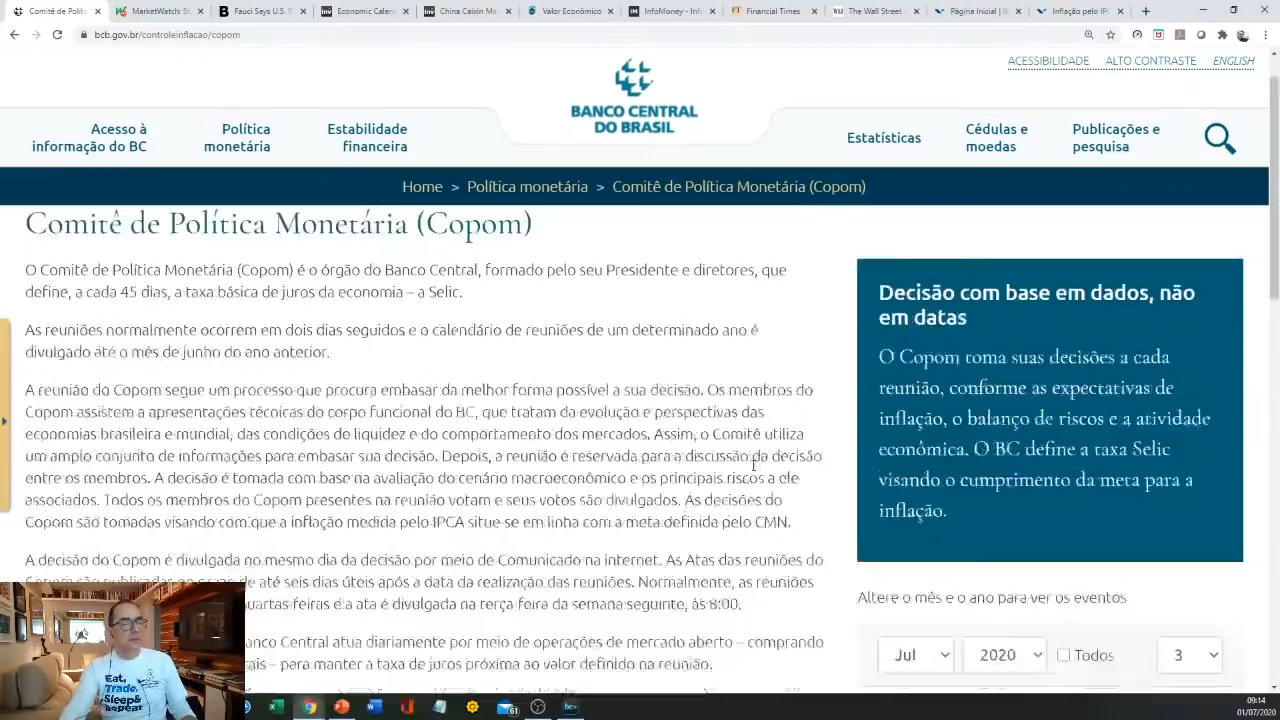 Comitê de Polític
MarketWatch: S
Fauci Says U.S. I
Economic Calen
China Caixin Ma
Valor Econômico
InfoMoney - Inf
Financial Times
The Wall Street
Página Inicial | I
Inflação pelo IP
bcb.gov.br/controleinflacao/copom
ACESSIBILIDADE ALTO CONTRASTE ENGLISH
BANCO CENTRAL
DO BRASIL
Acesso à
informação do BC
Política
monetária
Estabilidade
financeira
Estatísticas
Cédulas e
moedas
Publicações e
pesquisa
Home > Política monetária > Comitê de Política Monetária (Copom)
Comitê de Política Monetária (Copom)
O Comitê de Política Monetária (Copom) é o órgão do Banco Central, formado pelo seu Presidente e diretores, que
define, a cada 45 dias, a taxa básica de juros da economia – a Selic.
As reuniões normalmente ocorrem em dois dias seguidos e o calendário de reuniões de um determinado ano é
divulgado até o mês de junho do ano anterior.
A reunião do Copom segue um processo que procura embasar da melhor forma possível a sua decisão. Os membros do
Copom assistem a apresentações técnicas do corpo funcional do BC, que tratam da evolução e perspectivas das
economias brasileira e mundial, das condições de liquidez e do comportamento dos mercados. Assim, o Comitê utiliza
um amplo conjunto de informações para embasar sua decisão. Depois, a reunião é reservada para a discussão da decisão
entre os membros. A decisão é tomada com base na avaliação do cenário macroeconômico e os principais riscos a ele
associados. Todos os membros do Copom presentes na reunião votam e seus votos são divulgados. As decisões do
Copom são tomadas visando com que a inflação medida pelo IPCA situe-se em linha com a meta definida pelo CMN.
A decisão do Copom é divulgada no mesmo dia da decisão por meio de Comunicado na internet. As Atas das reuniões do
Copom são publicadas no prazo de até seis dias úteis após a data da realização das reuniões. Normalmente, as reuniões
uartas-feiras e a ata é divulgada na terça-feira da semana seguinte, às 8:00.
anco Central atua diariamente por meio de operações de mercado aberto – comprando
ais – para manter a taxa de juros próxima ao valor definido na reunião.
Decisão com base em dados, não
em datas
O Copom toma suas decisões a cada
reunião, conforme as expectativas de
inflação, o balanço de riscos e a atividade
econômica. O BC define a taxa Selic
visando o cumprimento da meta para a
inflação.
Altere o mês e o ano para ver os eventos
Jul 2020 Todos 3
Eat,
Trade,
Sleep&
Repeat
61
09:14
01/07/2020